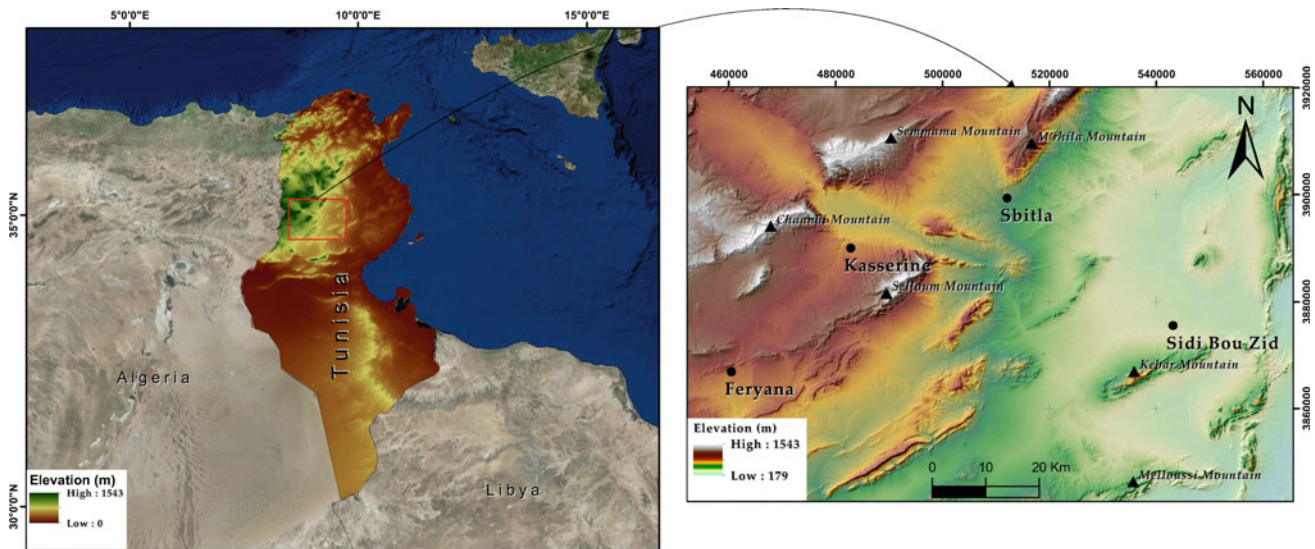 5°0'0"E 10°0'0"E 15°0'0"E
35°0'0"N
30°0'0"N
Tunisia
Algeria
Libya
Elevation (m)
High : 1543
Low : 0
460000 480000 500000 520000 540000 560000
3920000
3900000
3880000
3860000
N
Semmama Mountain
M'rhila Mountain
Sbitla
Chaanbi Mountain
Kasserine
Selloum Mountain
Sidi Bou Zid
Kebar Mountain
Feryana
Melloussi Mountain
Elevation (m)
High : 1543
Low : 179
0 10 20 Km